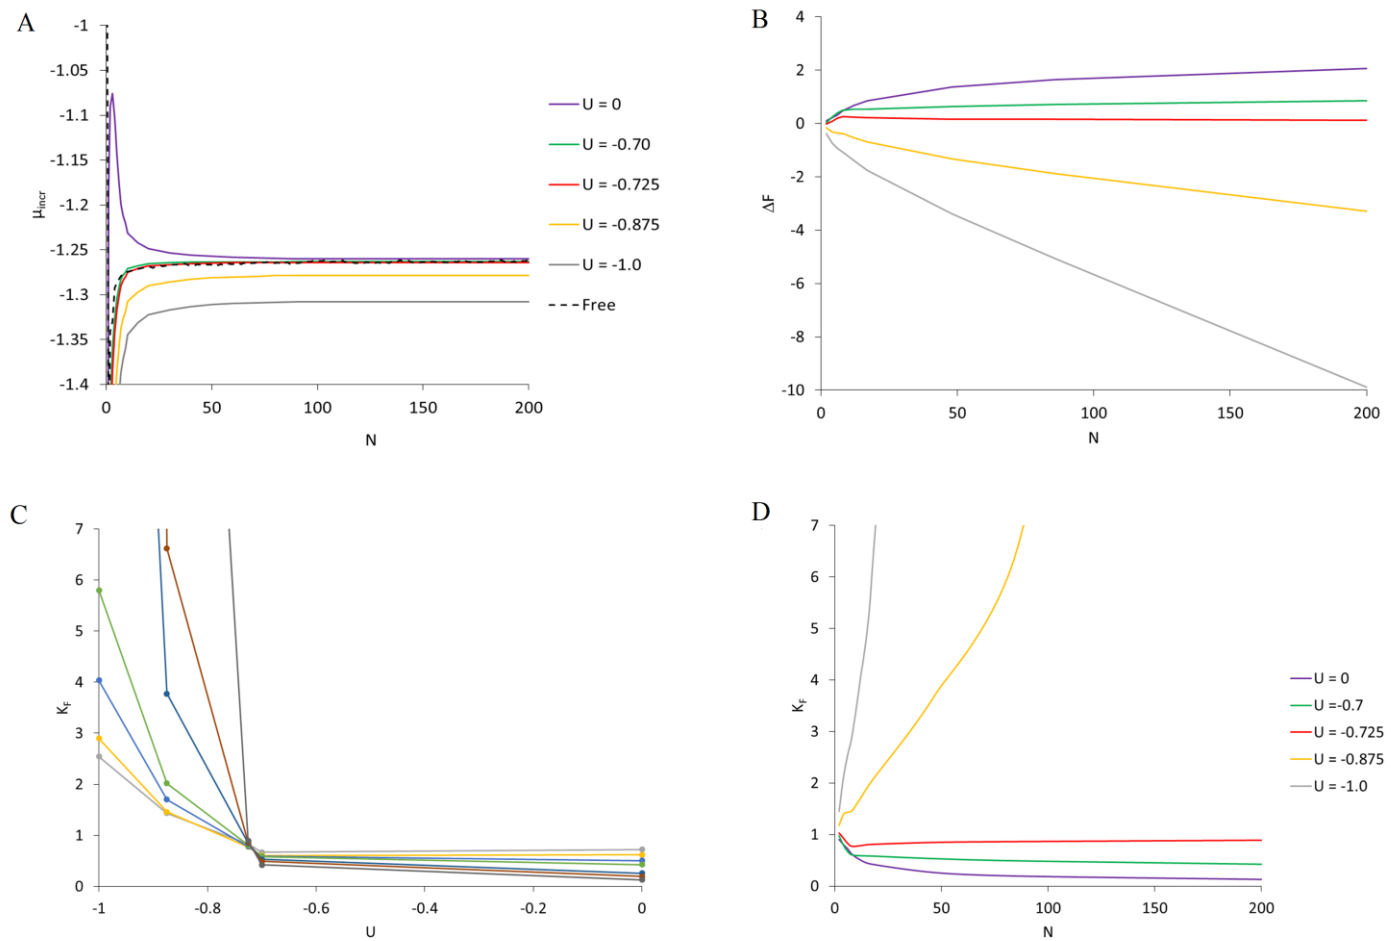 A
μincr
-1
-1.05
-1.1
-1.15
-1.2
-1.25
-1.3
-1.35
-1.4
0
50
100
150
200
N
U = 0
U = -0.70
U = -0.725
U = -0.875
U = -1.0
Free
B
ΔF
4
2
0
-2
-4
-6
-8
-10
0
50
100
150
200
N
C
KF
7
6
5
4
3
2
1
0
-1
-0.8
-0.6
-0.4
-0.2
0
U
D
KF
7
6
5
4
3
2
1
0
0
50
100
150
200
N
U = 0
U =-0.7
U = -0.725
U = -0.875
U = -1.0